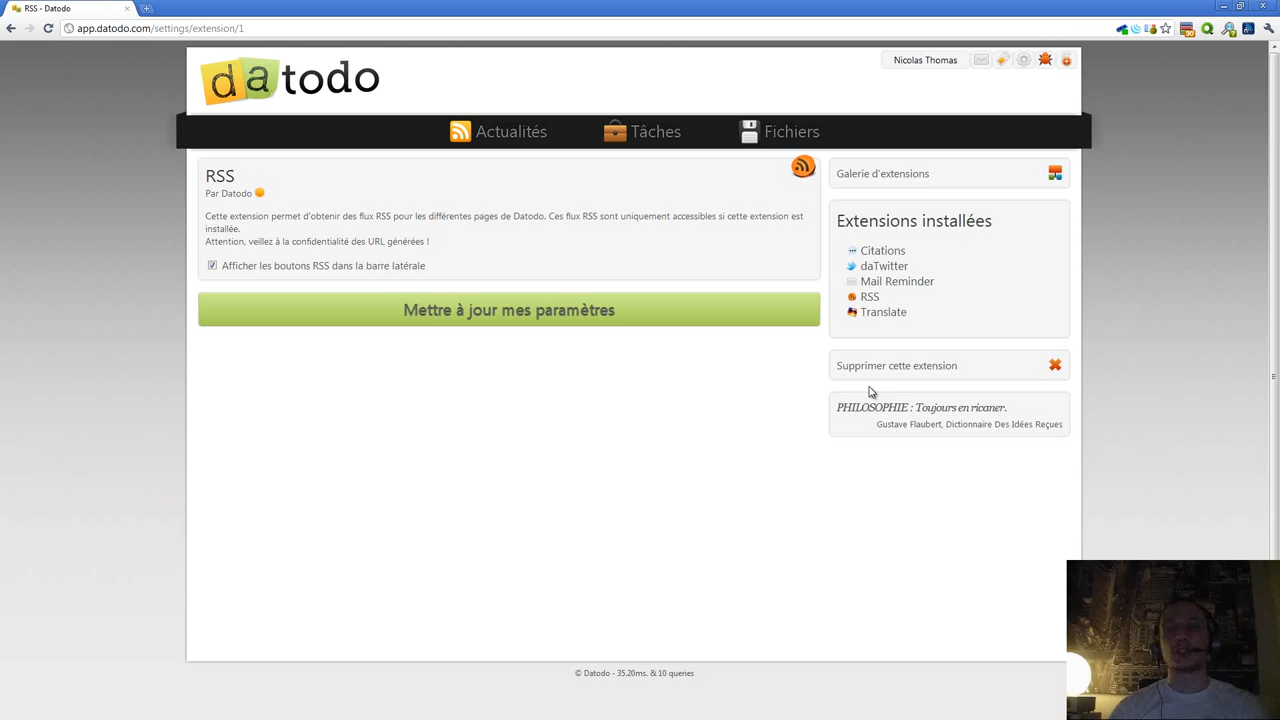 RSS - Datodo
app.datodo.com/settings/extension/1
datodo
Nicolas Thomas
Actualités
Tâches
Fichiers
RSS
Par Datodo
Cette extension permet d'obtenir des flux RSS pour les différentes pages de Datodo. Ces flux RSS sont uniquement accessibles si cette extension est
installée.
Attention, veillez à la confidentialité des URL générées !
Afficher les boutons RSS dans la barre latérale
Mettre à jour mes paramètres
Galerie d'extensions
Extensions installées
Citations
daTwitter
Mail Reminder
RSS
Translate
Supprimer cette extension
PHILOSOPHIE : Toujours en ricaner.
Gustave Flaubert, Dictionnaire Des Idées Reçues
© Datodo - 35.20ms. & 10 queries